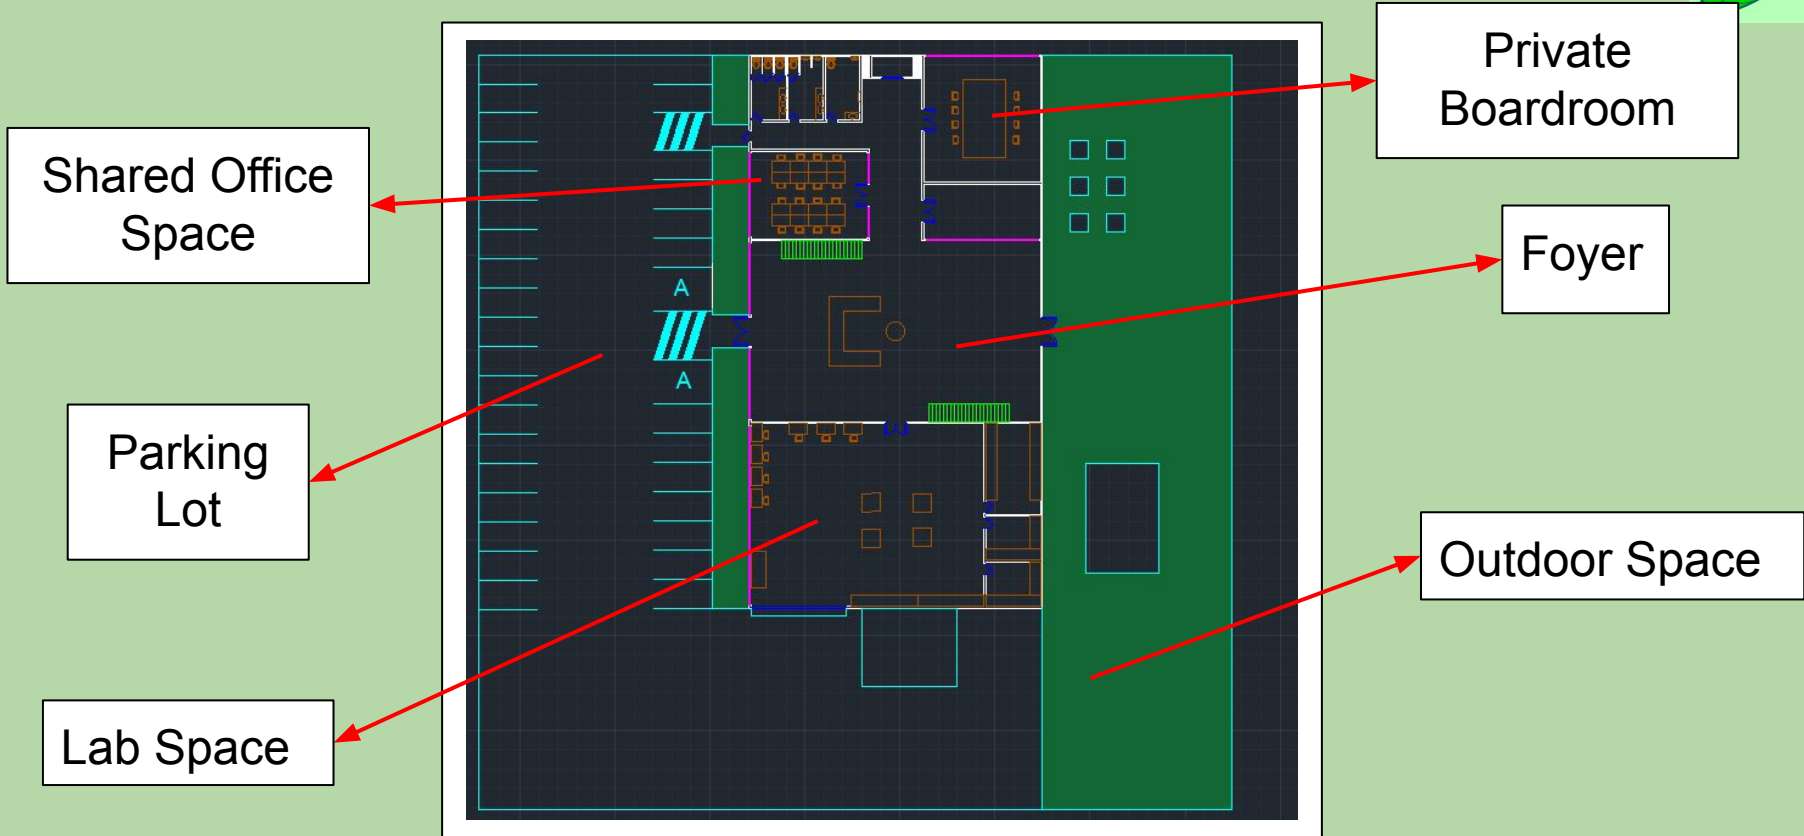 Private
Boardroom
Shared Office
Space
Foyer
A
A
Parking
Lot
Outdoor Space
Lab Space